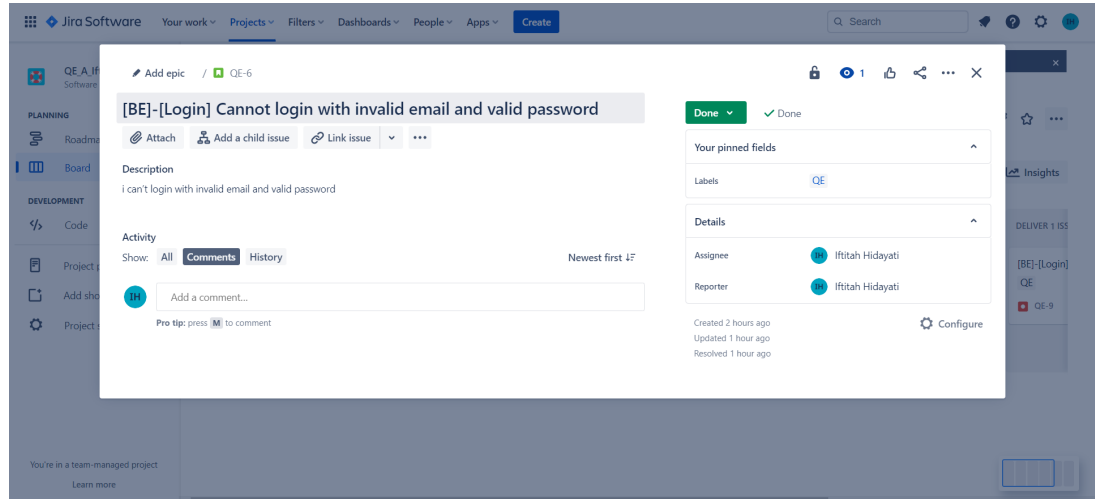 Jira Software Your work Projects Filters Dashboards People Apps Create Search IH
QE_A_Ift
Software
PLANNING
Roadma
Board
DEVELOPMENT
Code
Project p
Add sho
Project s
You're in a team-managed project
Learn more
Add epic / QE-6
1
[BE]-[Login] Cannot login with invalid email and valid password
Attach Add a child issue Link issue
Description
i can't login with invalid email and valid password
Activity
Show: All Comments History Newest first
IH Add a comment...
Pro tip: press M to comment
Done Done
Your pinned fields
Labels QE
Details
Assignee IH Iftitah Hidayati
Reporter IH Iftitah Hidayati
Created 2 hours ago Configure
Updated 1 hour ago
Resolved 1 hour ago
Insights
DELIVER 1 ISS
[BE]-[Login]
QE
QE-9